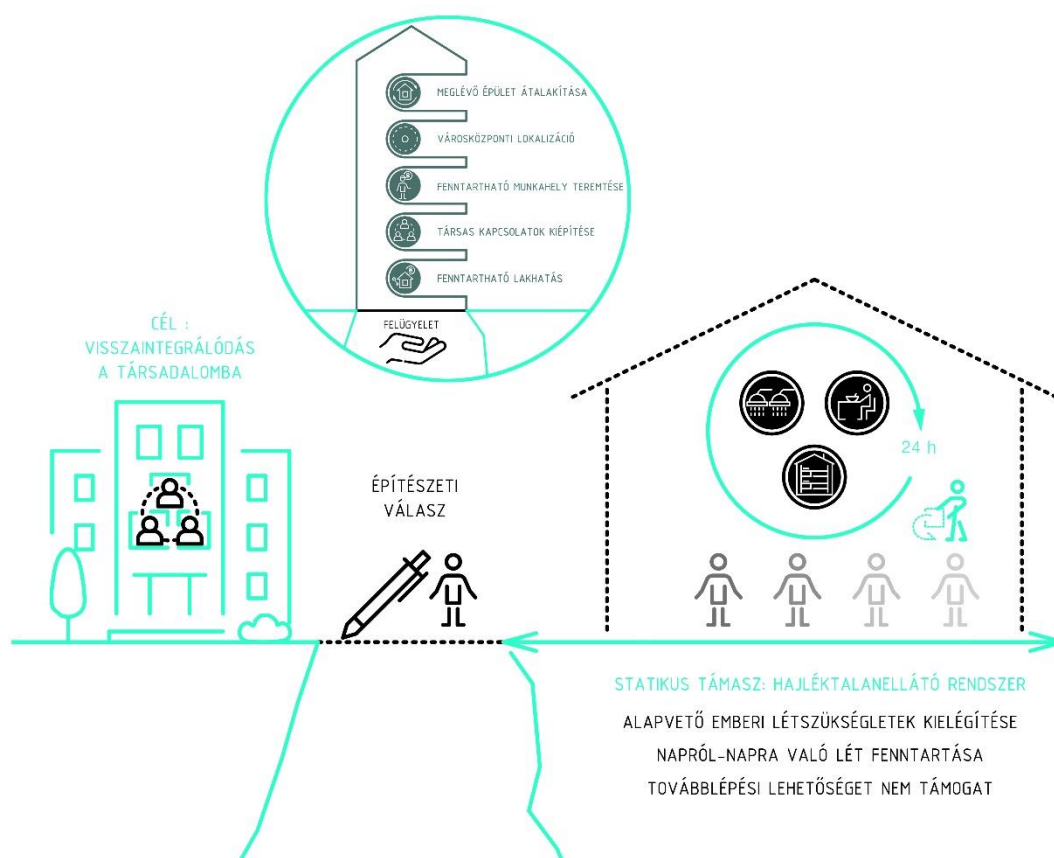 MEGLÉVŐ ÉPÜLET ÁTALAKÍTÁSA
VÁROSKÖZPONTI LOKALIZÁCIÓ
FENNTARTHATÓ MUNKAHELY TEREMTÉSE
TÁRSAS KAPCSOLATOK KIÉPÍTÉSE
FENNTARTHATÓ LAKHATÁS
FELÜGYELET
CÉL :
VISSZAINTEGRÁLÓDÁS
A TÁRSADALOMBA
ÉPÍTÉSZETI
VÁLASZ
24 h
STATIKUS TÁMASZ: HAJLÉKTALANELLÁTÓ RENDSZER
ALAPVETŐ EMBERI LÉTSZÜKSÉGLETEK KIELÉGÍTÉSE
NAPRÓL-NAPRA VALÓ LÉT FENNTARTÁSA
TOVÁBBLÉPÉSI LEHETŐSÉGET NEM TÁMOGAT